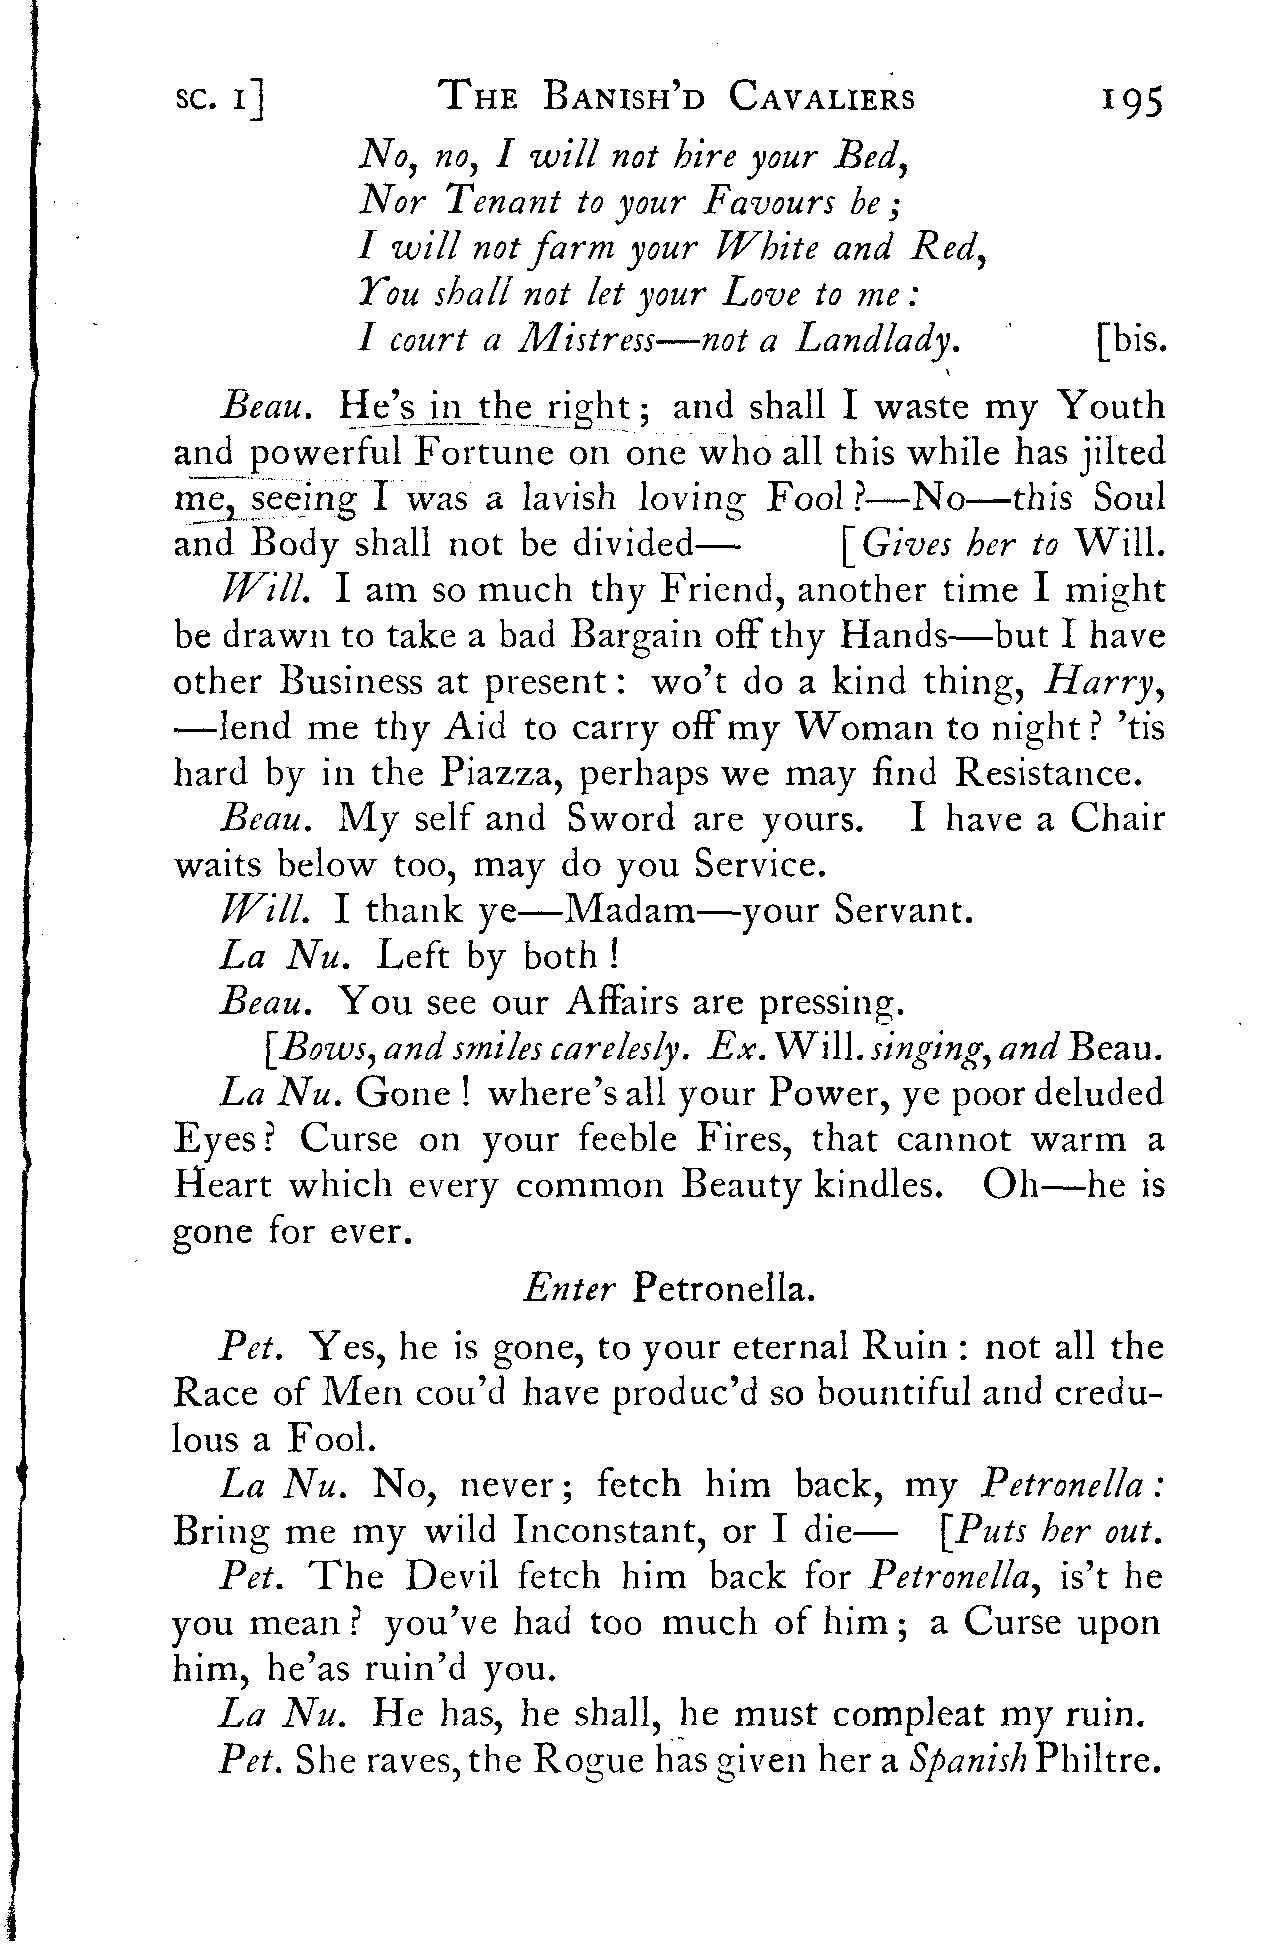 SC. I] THE BANISH'D CAVALIERS 195
No, no, I will not hire your Bed,
Nor Tenant to your Favours be ;
I will not farm your White and Red,
You shall not let your Love to me :
I court a Mistress—not a Landlady. [bis.
Beau. He's in the right ; and shall I waste my Youth
and powerful Fortune on one who all this while has jilted
me, seeing I was a lavish loving Fool ?—No—this Soul
and Body shall not be divided— [Gives her to Will.
Will. I am so much thy Friend, another time I might
be drawn to take a bad Bargain off thy Hands—but I have
other Business at present : wo't do a kind thing, Harry,
—lend me thy Aid to carry off my Woman to night ? 'tis
hard by in the Piazza, perhaps we may find Resistance.
Beau. My self and Sword are yours. I have a Chair
waits below too, may do you Service.
Will. I thank ye—Madam—your Servant.
La Nu. Left by both !
Beau. You see our Affairs are pressing.
[Bows, and smiles carelesly. Ex. Will. singing, and Beau.
La Nu. Gone ! where's all your Power, ye poor deluded
Eyes ? Curse on your feeble Fires, that cannot warm a
Heart which every common Beauty kindles. Oh—he is
gone for ever.
Enter Petronella.
Pet. Yes, he is gone, to your eternal Ruin : not all the
Race of Men cou'd have produc'd so bountiful and credu-
lous a Fool.
La Nu. No, never ; fetch him back, my Petronella :
Bring me my wild Inconstant, or I die— [Puts her out.
Pet. The Devil fetch him back for Petronella, is't he
you mean ? you've had too much of him ; a Curse upon
him, he'as ruin'd you.
La Nu. He has, he shall, he must compleat my ruin.
Pet. She raves, the Rogue has given her a Spanish Philtre.